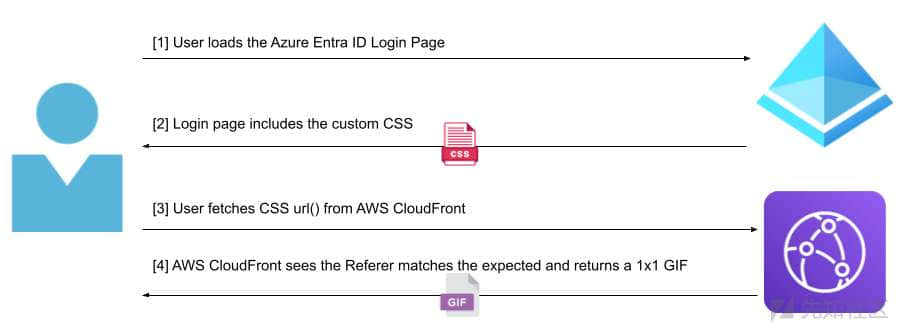 [1] User loads the Azure Entra ID Login Page
[2] Login page includes the custom CSS
CSS
[3] User fetches CSS url() from AWS CloudFront
[4] AWS CloudFront sees the Referer matches the expected and returns a 1x1 GIF
GIF
先知社区